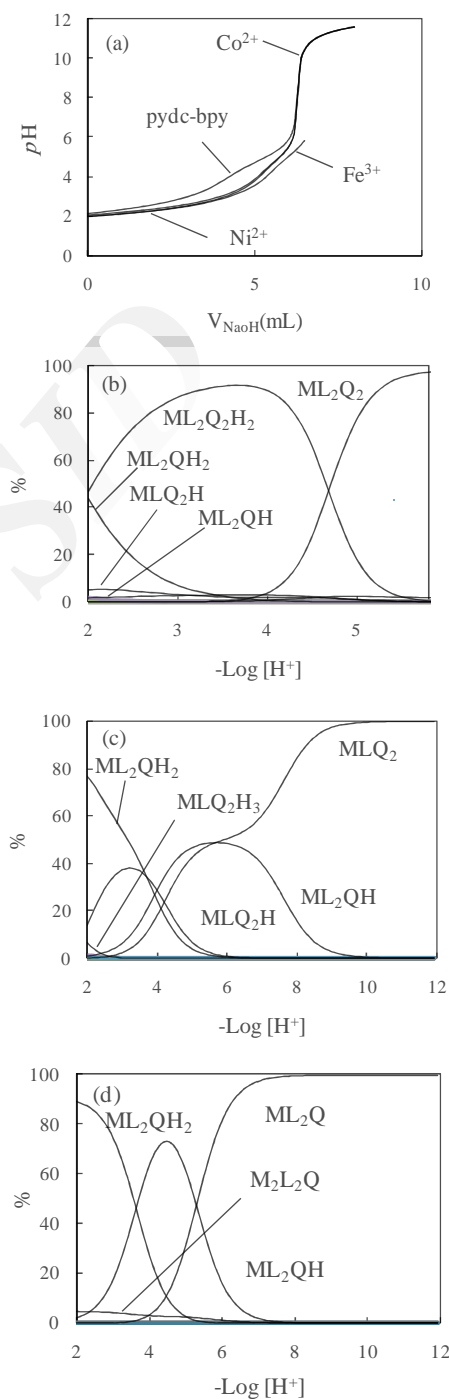 (a)
12
10
8
6
4
2
0
pH
Co2+
pydc-bpy
Fe3+
Ni2+
0
5
10
VNaoH(mL)
SID
(b)
100
80
60
40
20
0
%
ML2Q2H2
ML2QH2
MLQ2H
ML2QH
ML2Q2
2
3
4
5
-Log [H+]
(c)
100
80
60
40
20
0
%
ML2QH2
MLQ2H3
MLQ2H
ML2QH
MLQ2
2
4
6
8
10
12
-Log [H+]
(d)
100
80
60
40
20
0
%
ML2QH2
ML2Q
M2L2Q
ML2QH
2
4
6
8
10
12
-Log [H+]